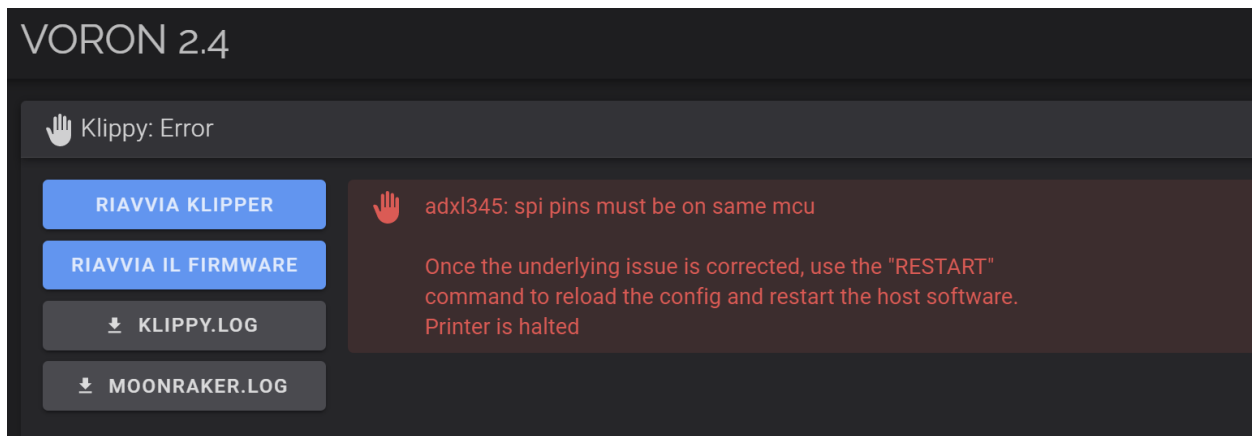 VORON 2.4
Klippy: Error
RIAVVIA KLIPPER
RIAVVIA IL FIRMWARE
KLIPPY.LOG
MOONRAKER.LOG
adxl345: spi pins must be on same mcu
Once the underlying issue is corrected, use the "RESTART"
command to reload the config and restart the host software.
Printer is halted